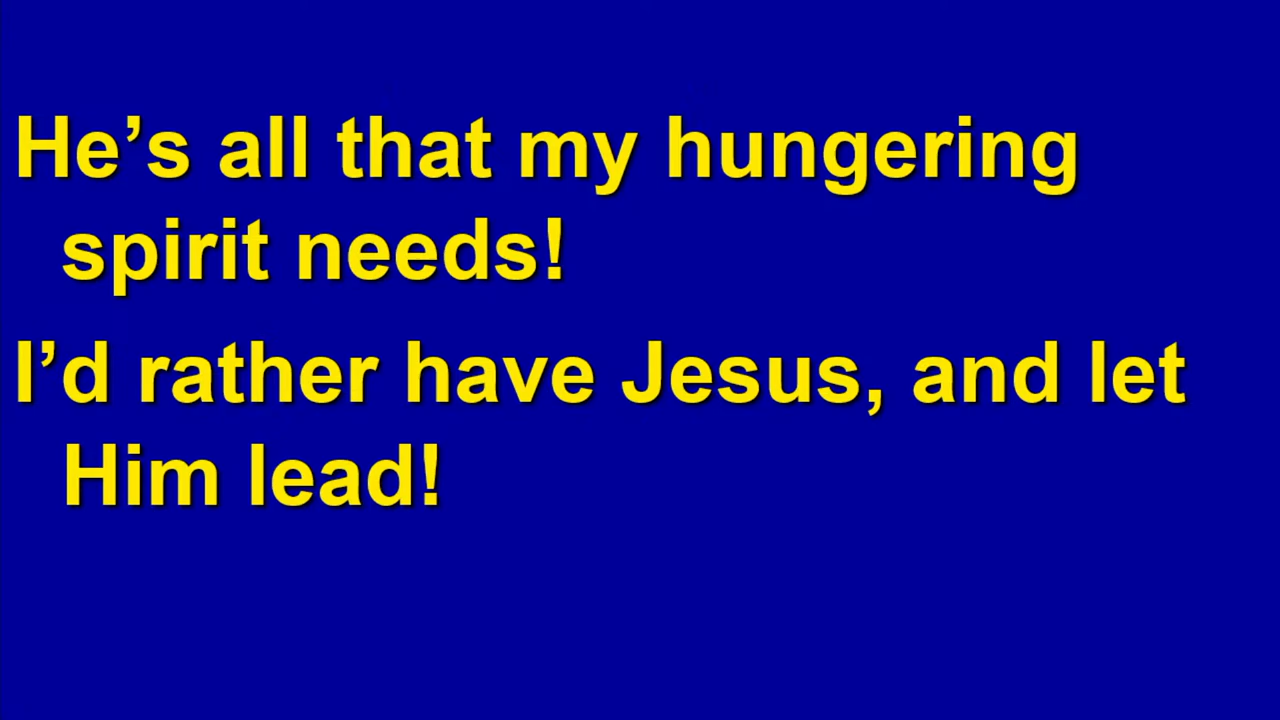 He’s all that my hungering
spirit needs!
I’d rather have Jesus, and let
Him lead!